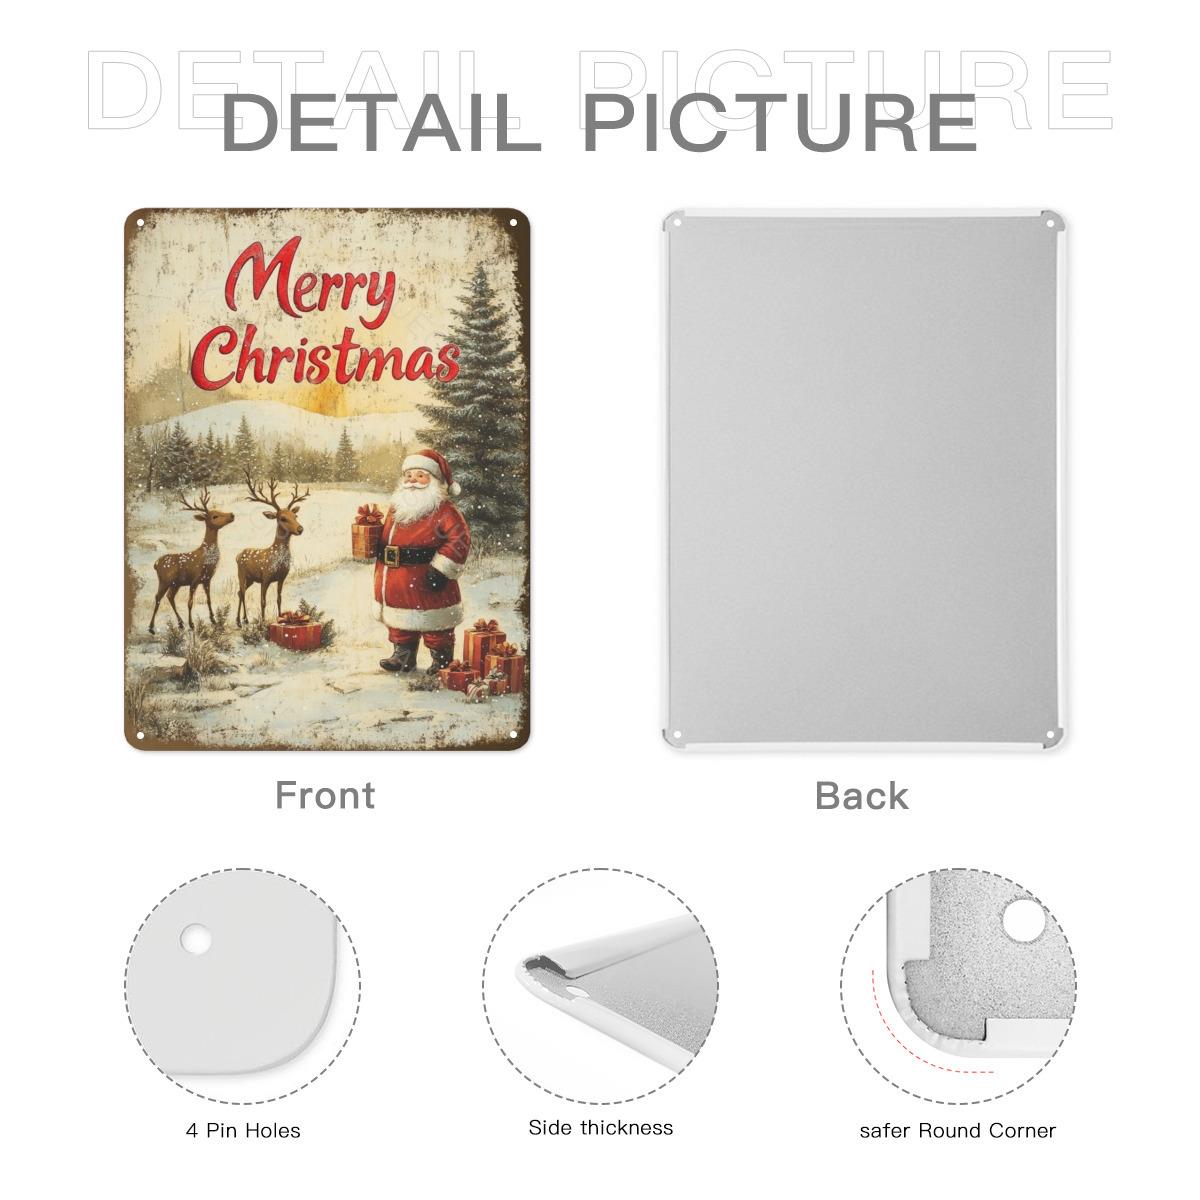 DETAIL PICTURE
DETAIL PICTURE
Merry
Christmas
Front
Back
4 Pin Holes
Side thickness
safer Round Corner